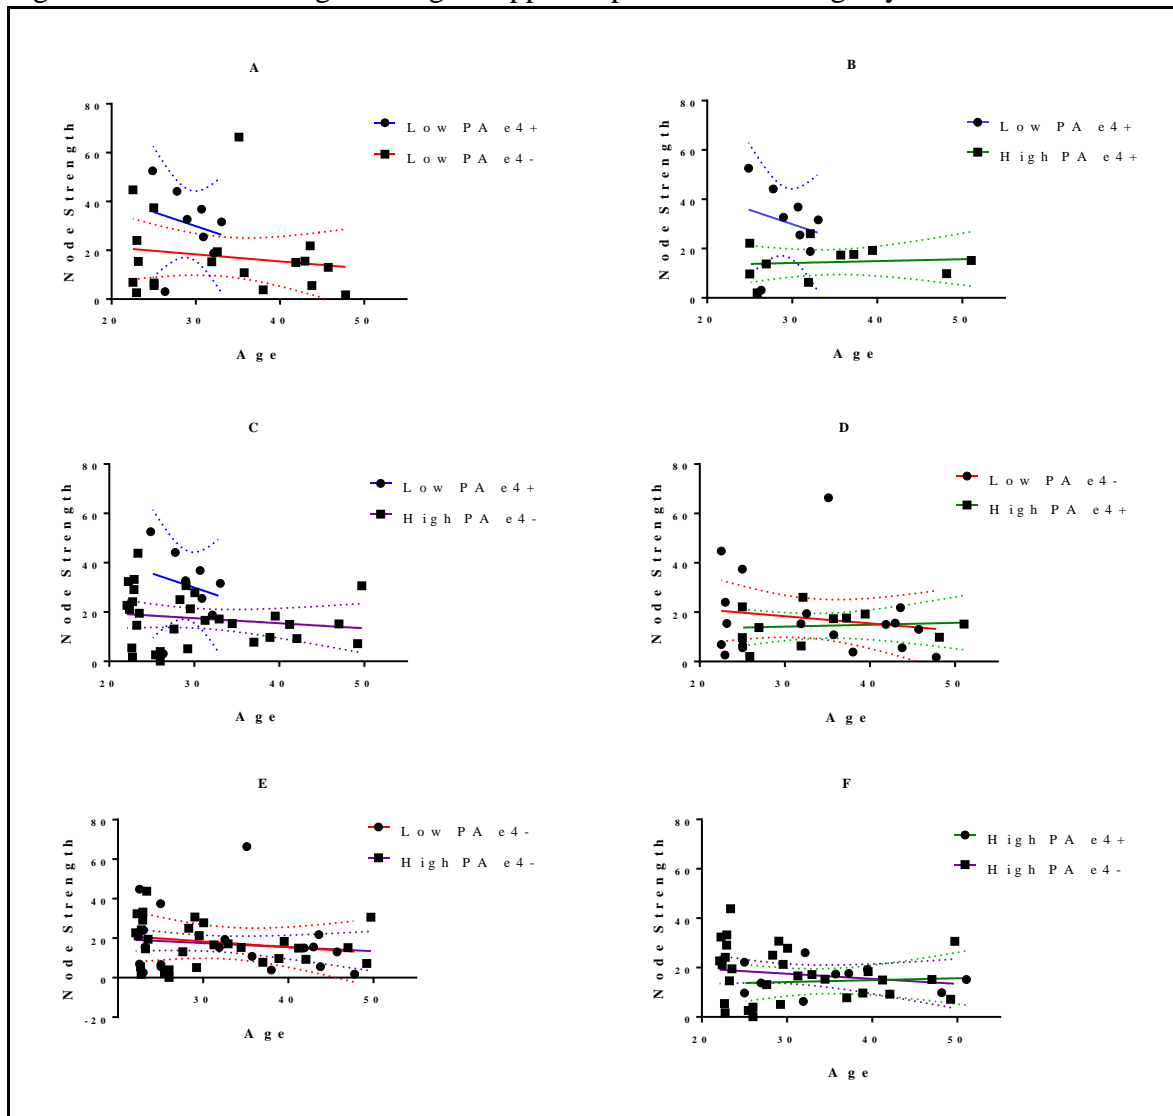 A
Node Strength
80
60
40
20
0
20 30 40 50
Age
Low PA e4+
Low PA e4-
B
Node Strength
80
60
40
20
0
20 30 40 50
Age
Low PA e4+
High PA e4+
C
Node Strength
80
60
40
20
0
20 30 40 50
Age
Low PA e4+
High PA e4-
D
Node Strength
80
60
40
20
0
20 30 40 50
Age
Low PA e4-
High PA e4+
E
Node Strength
80
60
40
20
0
-20
30 40 50
Age
Low PA e4-
High PA e4-
F
Node Strength
80
60
40
20
0
20 30 40 50
Age
High PA e4+
High PA e4-